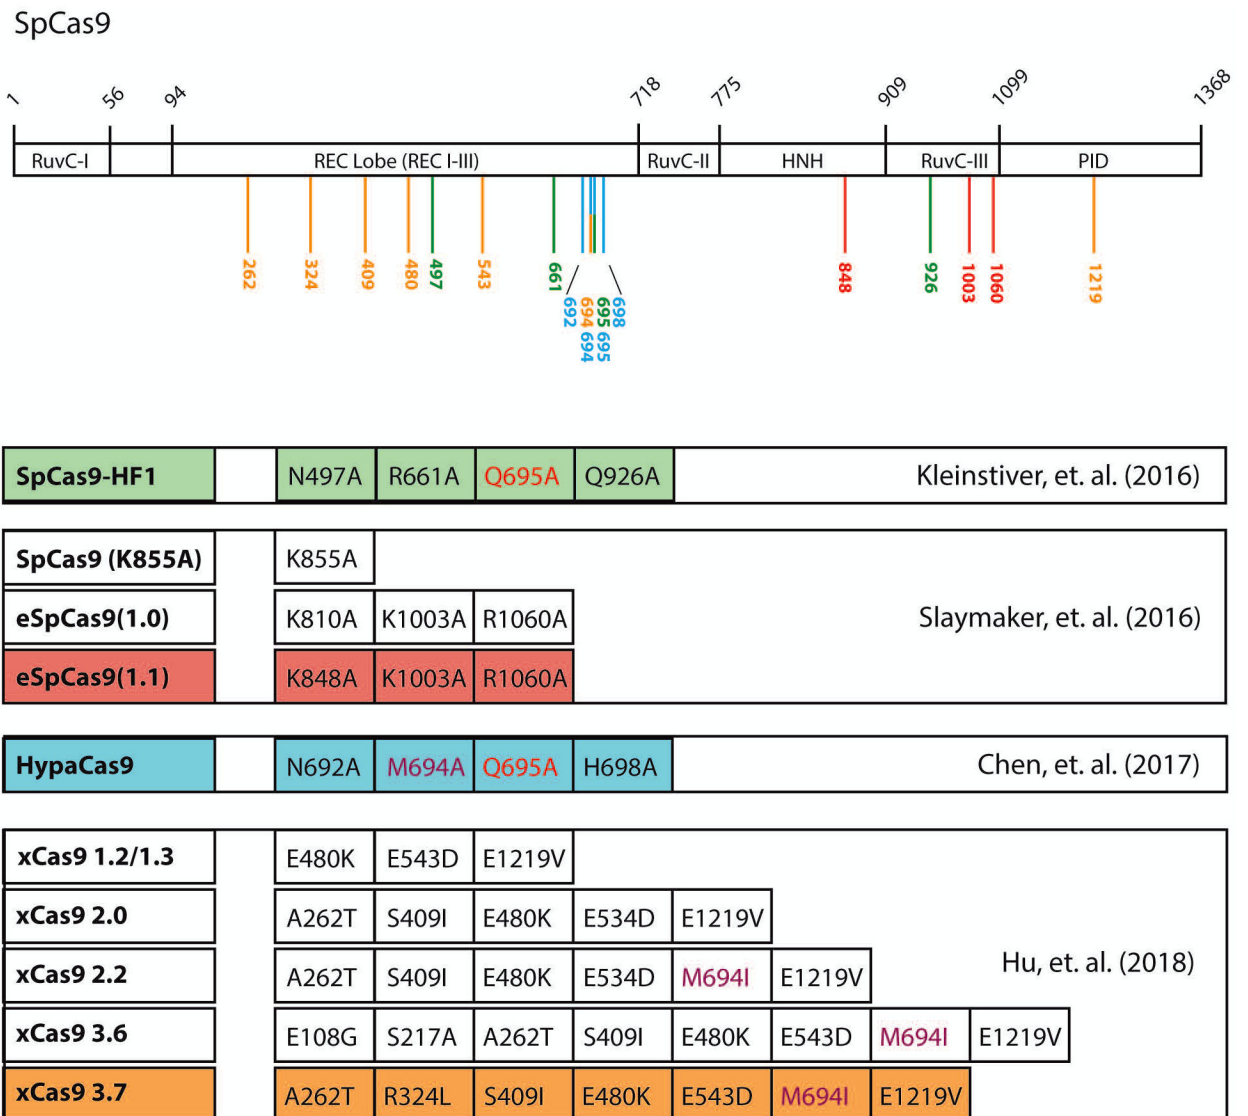 SpCas9
1 56 94 718 775 909 1099 1368
RuvC-I REC Lobe (REC I-III) RuvC-II HNH RuvC-III PID
262 324 409 480 497 543 661 848 926 1003 1060 1219
692 694 695 698
694 695
SpCas9-HF1 N497A R661A Q695A Q926A Kleinstiver, et. al. (2016)
SpCas9 (K855A) K855A
eSpCas9(1.0) K810A K1003A R1060A Slaymaker, et. al. (2016)
eSpCas9(1.1) K848A K1003A R1060A
HypaCas9 N692A M694A Q695A H698A Chen, et. al. (2017)
xCas9 1.2/1.3 E480K E543D E1219V
xCas9 2.0 A262T S409I E480K E534D E1219V
xCas9 2.2 A262T S409I E480K E534D M694I E1219V Hu, et. al. (2018)
xCas9 3.6 E108G S217A A262T S409I E480K E543D M694I E1219V
xCas9 3.7 A262T R324L S409I E480K E543D M694I E1219V